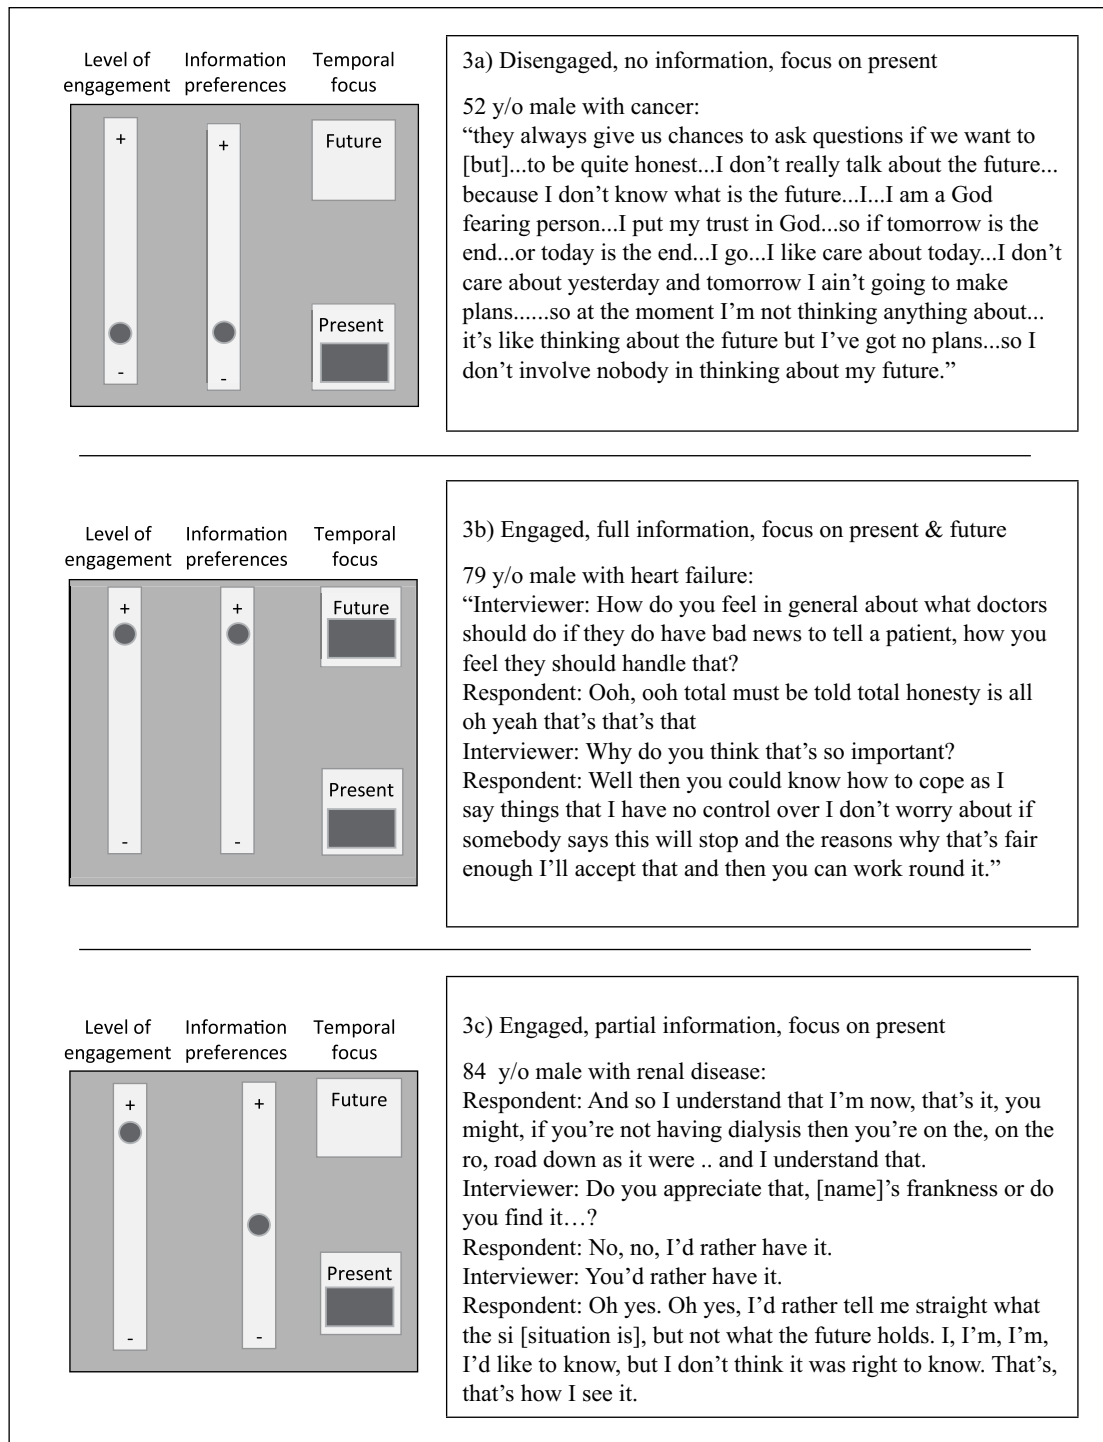 Level of engagement
Information preferences
Temporal focus
+
+
Future
Present
-
-
3a) Disengaged, no information, focus on present
52 y/o male with cancer:
“they always give us chances to ask questions if we want to
[but]...to be quite honest...I don’t really talk about the future...
because I don’t know what is the future...I...I am a God
fearing person...I put my trust in God...so if tomorrow is the
end...or today is the end...I go...I like care about today...I don’t
care about yesterday and tomorrow I ain’t going to make
plans......so at the moment I’m not thinking anything about...
it’s like thinking about the future but I’ve got no plans...so I
don’t involve nobody in thinking about my future.”
Level of engagement
Information preferences
Temporal focus
+
+
Future
Present
-
-
3b) Engaged, full information, focus on present & future
79 y/o male with heart failure:
“Interviewer: How do you feel in general about what doctors
should do if they do have bad news to tell a patient, how you
feel they should handle that?
Respondent: Ooh, ooh total must be told total honesty is all
oh yeah that’s that’s that
Interviewer: Why do you think that’s so important?
Respondent: Well then you could know how to cope as I
say things that I have no control over I don’t worry about if
somebody says this will stop and the reasons why that’s fair
enough I’ll accept that and then you can work round it.”
Level of engagement
Information preferences
Temporal focus
+
+
Future
Present
-
-
3c) Engaged, partial information, focus on present
84 y/o male with renal disease:
Respondent: And so I understand that I’m now, that’s it, you
might, if you’re not having dialysis then you’re on the, on the
ro, road down as it were .. and I understand that.
Interviewer: Do you appreciate that, [name]’s frankness or do
you find it…?
Respondent: No, no, I’d rather have it.
Interviewer: You’d rather have it.
Respondent: Oh yes. Oh yes, I’d rather tell me straight what
the si [situation is], but not what the future holds. I, I’m, I’m,
I’d like to know, but I don’t think it was right to know. That’s,
that’s how I see it.